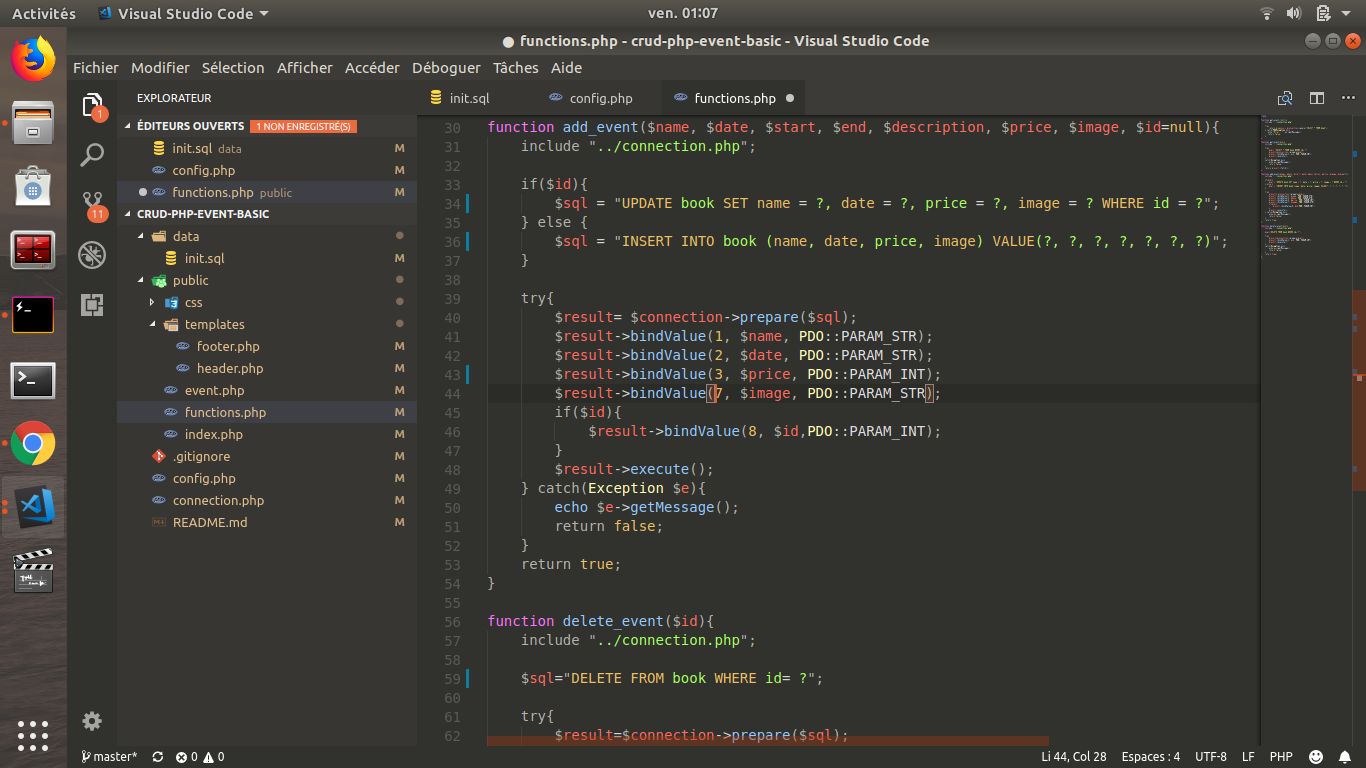 Activités Visual Studio Code ven. 01:07
functions.php - crud-php-event-basic - Visual Studio Code
Fichier Modifier Sélection Afficher Accéder Déboguer Tâches Aide
EXPLORATEUR
1
11
ÉDITEURS OUVERTS 1 NON ENREGISTRÉ(S)
init.sql data M
config.php M
functions.php public M
CRUD-PHP-EVENT-BASIC
data
init.sql M
public
css
templates
footer.php M
header.php M
event.php M
functions.php M
index.php M
.gitignore M
config.php M
connection.php M
README.md M
init.sql config.php functions.php
30 function add_event($name, $date, $start, $end, $description, $price, $image, $id=null){
31 include "../connection.php";
32
33 if($id){
34 $sql = "UPDATE book SET name = ?, date = ?, price = ?, image = ? WHERE id = ?";
35 } else {
36 $sql = "INSERT INTO book (name, date, price, image) VALUE(?, ?, ?, ?, ?, ?, ?)";
37 }
38
39 try{
40 $result= $connection->prepare($sql);
41 $result->bindValue(1, $name, PDO::PARAM_STR);
42 $result->bindValue(2, $date, PDO::PARAM_STR);
43 $result->bindValue(3, $price, PDO::PARAM_INT);
44 $result->bindValue(7, $image, PDO::PARAM_STR);
45 if($id){
46 $result->bindValue(8, $id,PDO::PARAM_INT);
47 }
48 $result->execute();
49 } catch(Exception $e){
50 echo $e->getMessage();
51 return false;
52 }
53 return true;
54 }
55
56 function delete_event($id){
57 include "../connection.php";
58
59 $sql="DELETE FROM book WHERE id= ?";
60
61 try{
62 $result=$connection->prepare($sql);
master* 0 0 Li 44, Col 28 Espaces : 4 UTF-8 LF PHP